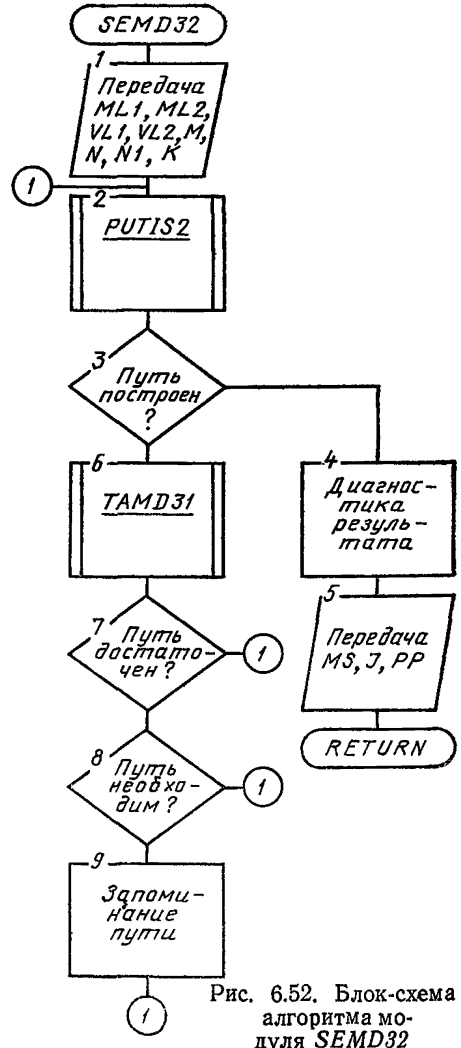 SEMD32
1
Передача
ML1, ML2,
VL1, VL2, M,
N, N1, K
1
2
PUTIS2
3
Путь
построен
?
6
TAMD31
4
Диагнос-
тика
резуль-
тата
5
Передача
MS, J, PP
RETURN
7
Путь
достато-
чен ?
1
8
Путь
необхо-
дим ?
1
9
Запоми-
нание
пути
1
Рис. 6.52. Блок-схема
алгоритма мо-
дуля SEMD32